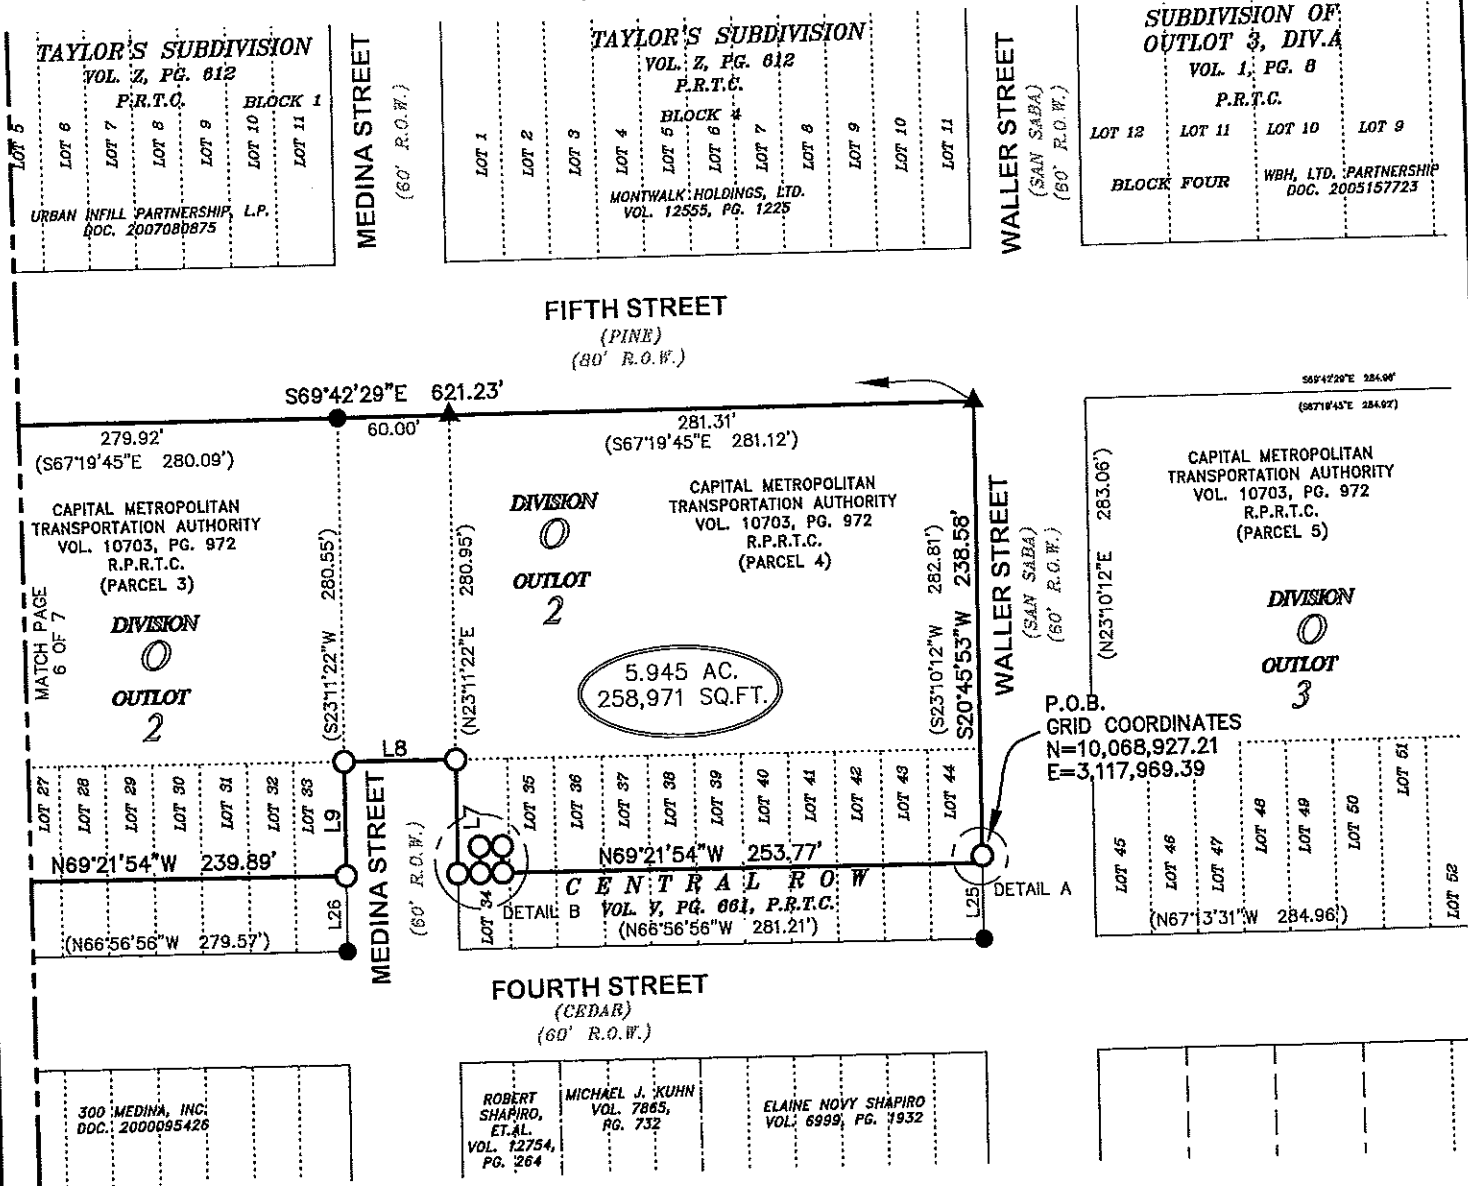 TAYLOR'S SUBDIVISION
VOL. Z, PG. 612
P.R.T.C.
BLOCK 1
LOT 5
LOT 6
LOT 7
LOT 8
LOT 9
LOT 10
LOT 11
URBAN INFILL PARTNERSHIP, L.P.
DOC. 2007080875
MEDINA STREET
(60' R.O.W.)
TAYLOR'S SUBDIVISION
VOL. Z, PG. 612
P.R.T.C.
BLOCK 4
LOT 1
LOT 2
LOT 3
LOT 4
LOT 5
LOT 6
LOT 7
LOT 8
LOT 9
LOT 10
LOT 11
MONTWALK HOLDINGS, LTD.
VOL. 12555, PG. 1225
WALLER STREET
(SAN SABA)
(60' R.O.W.)
SUBDIVISION OF
OUTLOT 3, DIV.A
VOL. 1, PG. 8
P.R.T.C.
LOT 12
LOT 11
LOT 10
LOT 9
BLOCK FOUR
WBH, LTD. PARTNERSHIP
DOC. 2005157723
FIFTH STREET
(PINE)
(80' R.O.W.)
S69°42'29"E 621.23'
279.92'
(S67°19'45"E 280.09')
60.00'
281.31'
(S67°19'45"E 281.12')
S69°42'29"E 284.96'
(S67°19'45"E 284.92')
CAPITAL METROPOLITAN
TRANSPORTATION AUTHORITY
VOL. 10703, PG. 972
R.P.R.T.C.
(PARCEL 3)
DIVISION
O
OUTLOT
2
MATCH PAGE
6 OF 7
(S23°11'22"W 280.55')
(N23°11'22"E 280.95')
DIVISION
O
OUTLOT
2
CAPITAL METROPOLITAN
TRANSPORTATION AUTHORITY
VOL. 10703, PG. 972
R.P.R.T.C.
(PARCEL 4)
5.945 AC.
258,971 SQ.FT.
(S23°10'12"W 282.81')
S20°45'53"W 238.58'
WALLER STREET
(SAN SABA)
(60' R.O.W.)
(N23°10'12"E 283.06')
CAPITAL METROPOLITAN
TRANSPORTATION AUTHORITY
VOL. 10703, PG. 972
R.P.R.T.C.
(PARCEL 5)
DIVISION
O
OUTLOT
3
P.O.B.
GRID COORDINATES
N=10,068,927.21
E=3,117,969.39
L8
L9
L7
LOT 27
LOT 28
LOT 29
LOT 30
LOT 31
LOT 32
LOT 33
N69°21'54"W 239.89'
L26
(N66°56'56"W 279.57')
MEDINA STREET
(60' R.O.W.)
LOT 34
LOT 35
LOT 36
LOT 37
LOT 38
LOT 39
LOT 40
LOT 41
LOT 42
LOT 43
LOT 44
N69°21'54"W 253.77'
CENTRAL ROW
DETAIL B
VOL. V, PG. 661, P.R.T.C.
(N66°56'56"W 281.21')
L25
DETAIL A
LOT 45
LOT 46
LOT 47
LOT 48
LOT 49
LOT 50
LOT 51
LOT 52
(N67°13'31"W 284.96')
FOURTH STREET
(CEDAR)
(60' R.O.W.)
300 MEDINA, INC.
DOC. 2000095426
ROBERT
SHAPIRO,
ET.AL.
VOL. 12754,
PG. 264
MICHAEL J. KUHN
VOL. 7865,
PG. 732
ELAINE NOVY SHAPIRO
VOL. 6999, PG. 1932